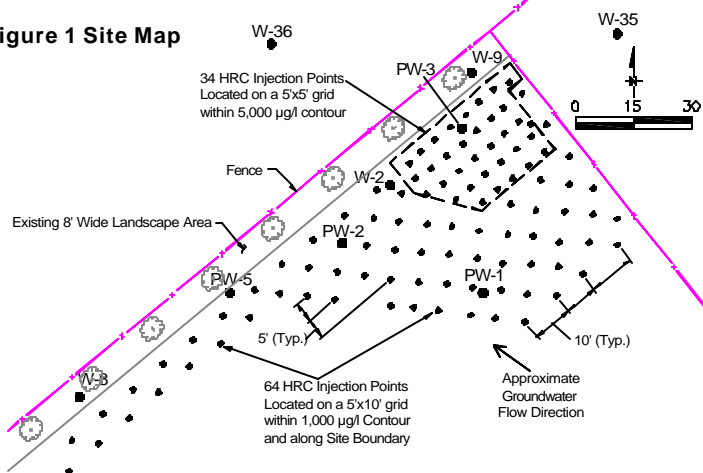 igure 1 Site Map
W-36
W-35
34 HRC Injection Points
Located on a 5'x5' grid
within 5,000 µg/l contour
PW-3
W-9
0 15 30
Fence
W-2
Existing 8' Wide Landscape Area
PW-2
PW-5
PW-1
5' (Typ.)
10' (Typ.)
W-8
64 HRC Injection Points
Located on a 5'x10' grid
within 1,000 µg/l Contour
and along Site Boundary
Approximate
Groundwater
Flow Direction